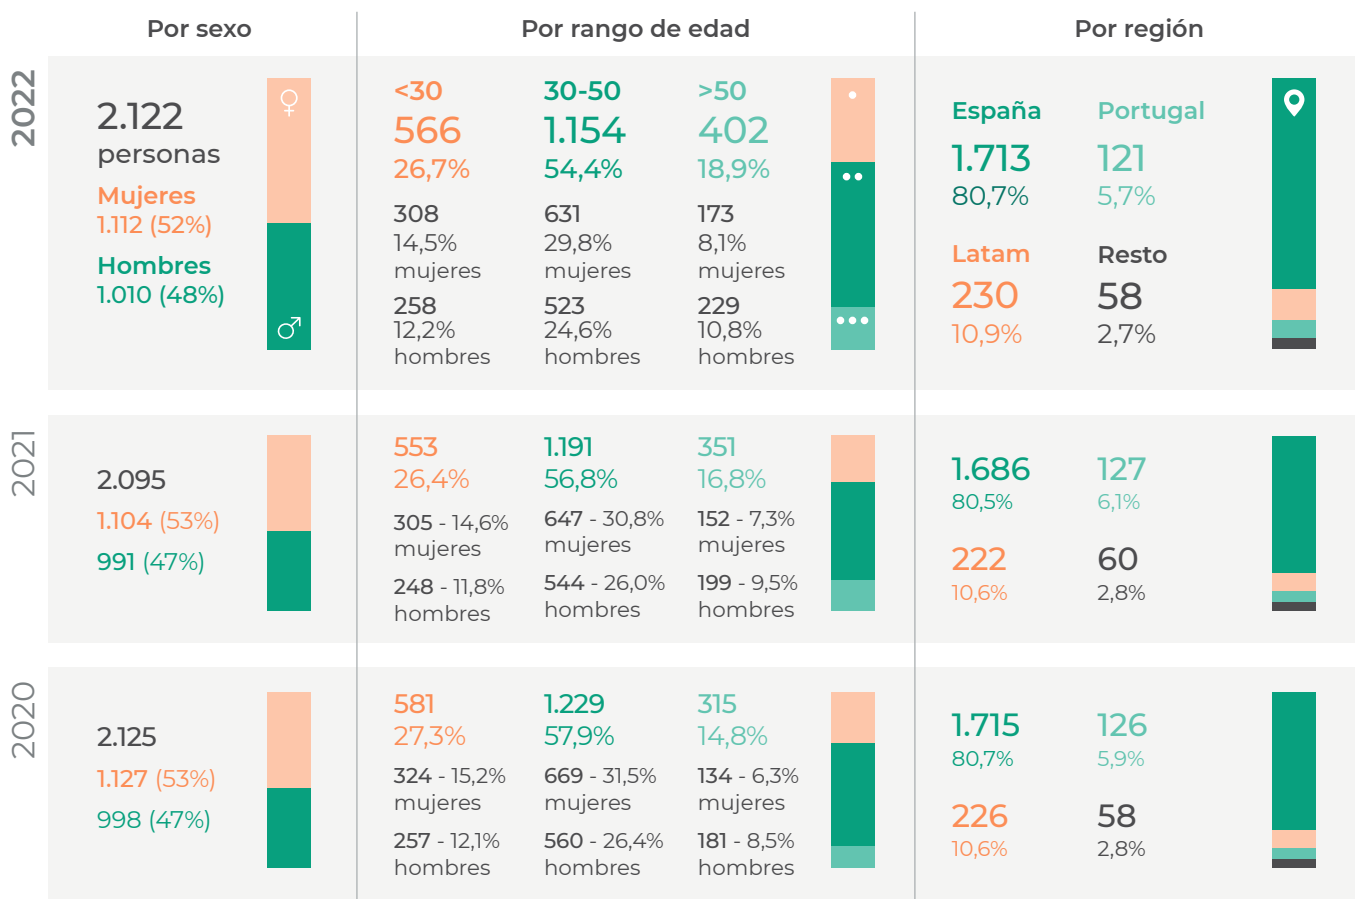 Por sexo
Por rango de edad
Por región
2022
2.122
personas
Mujeres
1.112 (52%)
Hombres
1.010 (48%)
<30
566
26,7%
308
14,5%
mujeres
258
12,2%
hombres
30-50
1.154
54,4%
631
29,8%
mujeres
523
24,6%
hombres
>50
402
18,9%
173
8,1%
mujeres
229
10,8%
hombres
España
1.713
80,7%
Portugal
121
5,7%
Latam
230
10,9%
Resto
58
2,7%
2021
2.095
1.104 (53%)
991 (47%)
553
26,4%
305 - 14,6%
mujeres
248 - 11,8%
hombres
1.191
56,8%
647 - 30,8%
mujeres
544 - 26,0%
hombres
351
16,8%
152 - 7,3%
mujeres
199 - 9,5%
hombres
1.686
80,5%
127
6,1%
222
10,6%
60
2,8%
2020
2.125
1.127 (53%)
998 (47%)
581
27,3%
324 - 15,2%
mujeres
257 - 12,1%
hombres
1.229
57,9%
669 - 31,5%
mujeres
560 - 26,4%
hombres
315
14,8%
134 - 6,3%
mujeres
181 - 8,5%
hombres
1.715
80,7%
126
5,9%
226
10,6%
58
2,8%